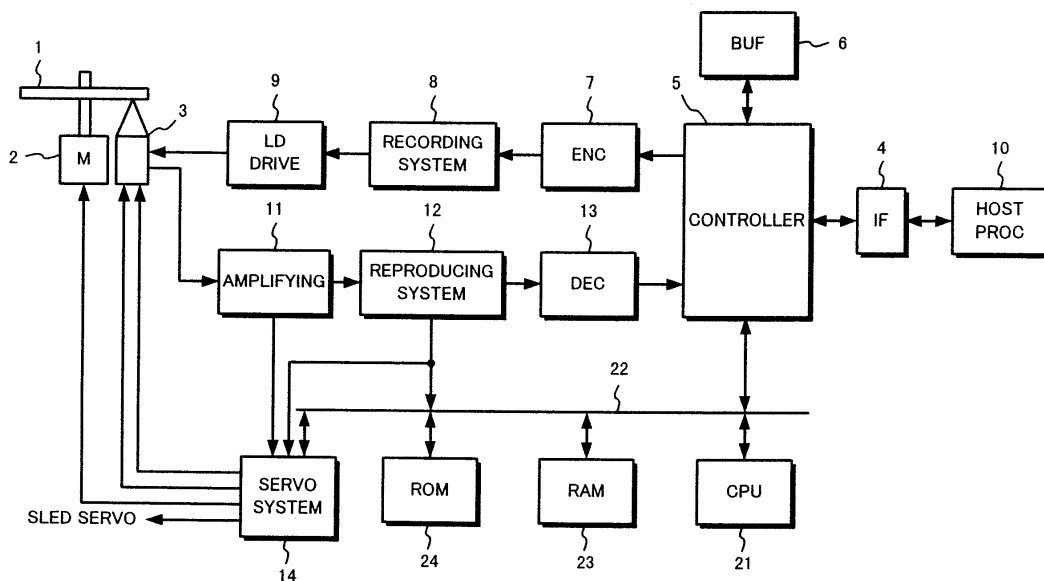 BUF
6
1
9
8
7
5
3
LD
DRIVE
RECORDING
SYSTEM
ENC
2
M
4
10
CONTROLLER
IF
HOST
PROC
11
12
13
AMPLIFYING
REPRODUCING
SYSTEM
DEC
22
SERVO
SYSTEM
ROM
RAM
CPU
SLED SERVO
14
24
23
21